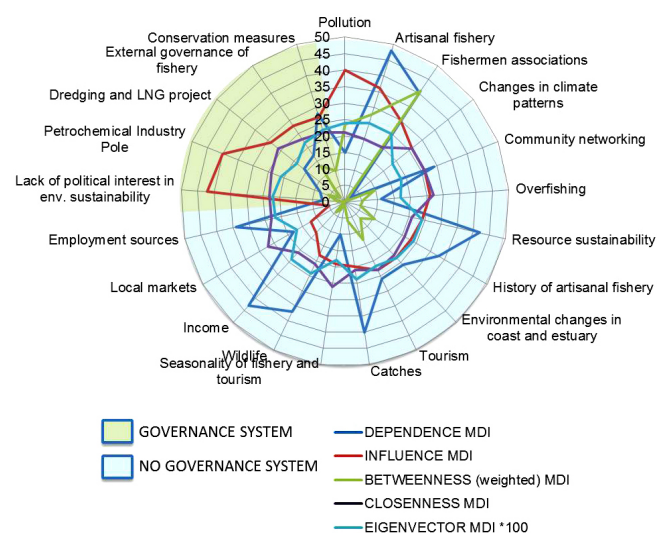 Pollution
Conservation measures
Artisanal fishery
External governance of
fishery
Fishermen associations
Dredging and LNG project
Changes in climate
patterns
Petrochemical Industry
Pole
Community networking
Lack of political interest in
env. sustainability
Overfishing
Employment sources
Resource sustainability
Local markets
History of artisanal fishery
Income
Environmental changes in
coast and estuary
Wildlife
Tourism
Seasonality of fishery and
tourism
Catches
50
45
40
35
30
25
20
15
10
5
0
GOVERNANCE SYSTEM
NO GOVERNANCE SYSTEM
DEPENDENCE MDI
INFLUENCE MDI
BETWEENNESS (weighted) MDI
CLOSENNESS MDI
EIGENVECTOR MDI *100